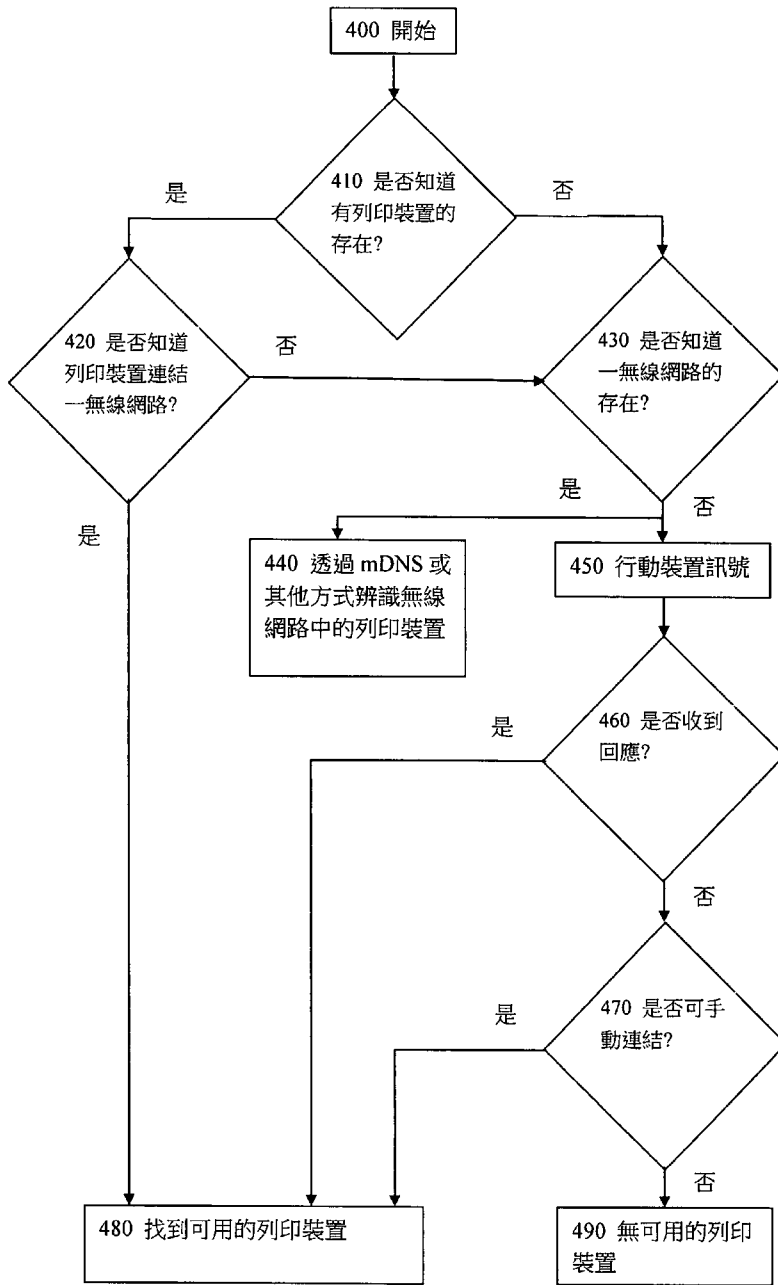 400 開始
410 是否知道
有列印裝置的
存在?
是
否
420 是否知道
列印裝置連結
一無線網路?
否
430 是否知道
一無線網路的
存在?
是
是
否
440 透過 mDNS 或
其他方式辨識無線
網路中的列印裝置
450 行動裝置訊號
460 是否收到
回應?
是
否
470 是否可手
動連結?
是
否
480 找到可用的列印裝置
490 無可用的列印
裝置